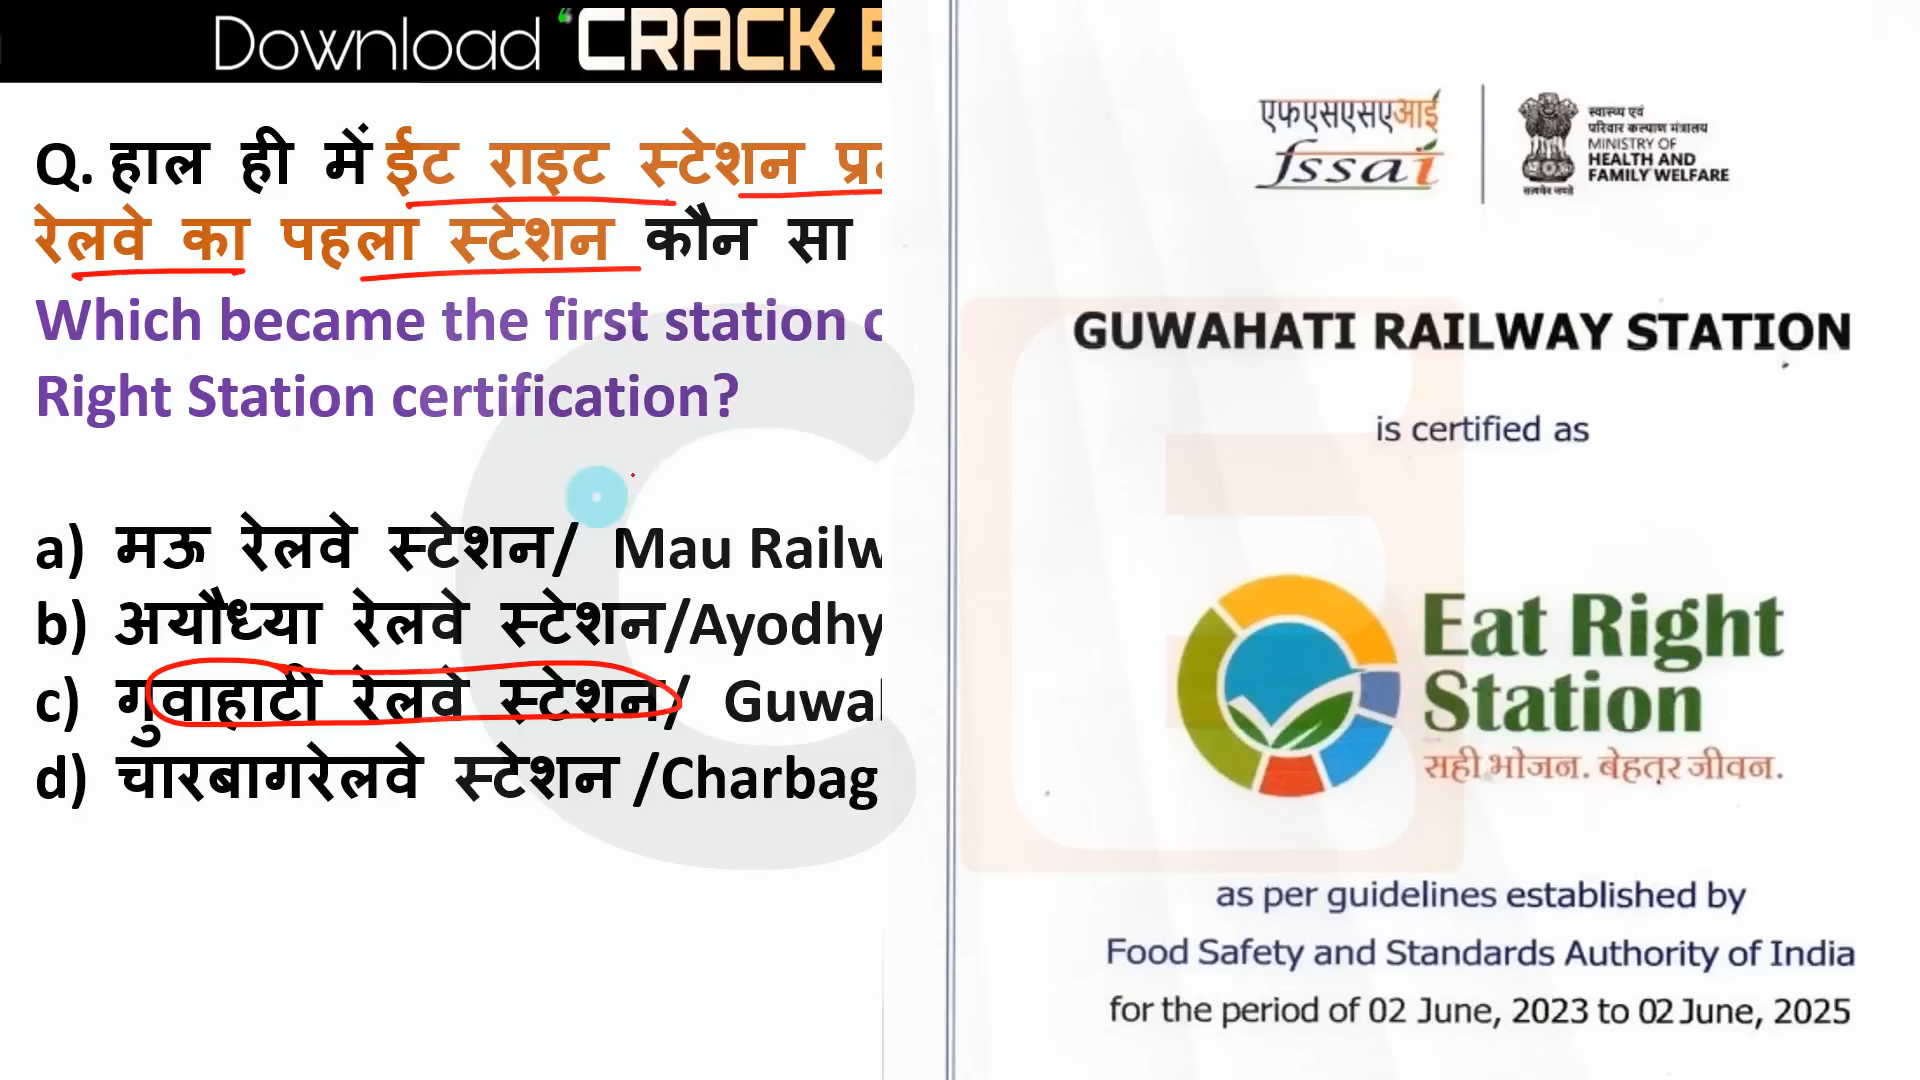 Download CRACK E
Q. हाल ही में ईट राइट स्टेशन
रेलवे का पहला स्टेशन कौन सा
Which became the first station
Right Station certification?
a) मऊ रेलवे स्टेशन/ Mau Railw
b) अयौध्या रेलवे स्टेशन/Ayodhy
c) गुवाहाटी रेलवे स्टेशन/ Guwa
d) चारबागरेलवे स्टेशन /Charbag
एफएसएसएआई
fssai
स्वास्थ्य एवं
परिवार कल्याण मंत्रालय
MINISTRY OF
HEALTH AND
FAMILY WELFARE
सत्यमेव जयते
GUWAHATI RAILWAY STATION
is certified as
Eat Right
Station
सही भोजन. बेहतर जीवन.
as per guidelines established by
Food Safety and Standards Authority of India
for the period of 02 June, 2023 to 02 June, 2025